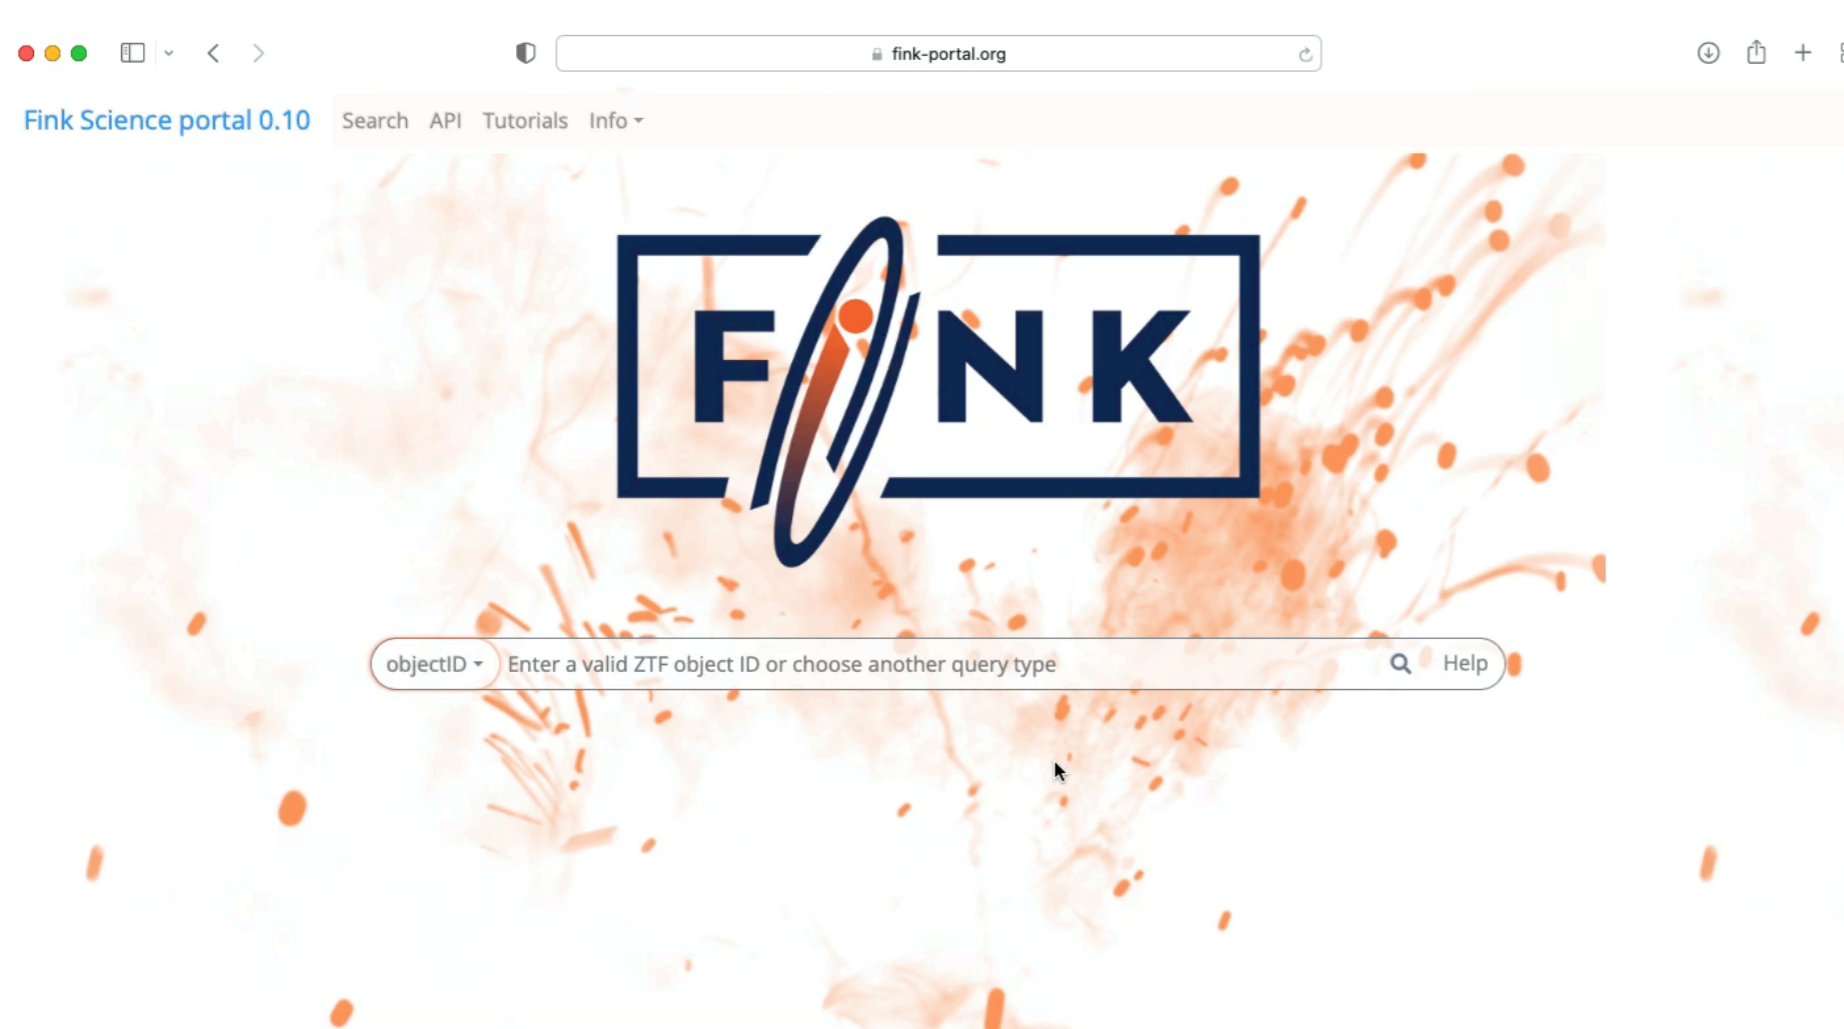 fink-portal.org
Fink Science portal 0.10 Search API Tutorials Info
FINK
objectID Enter a valid ZTF object ID or choose another query type Help